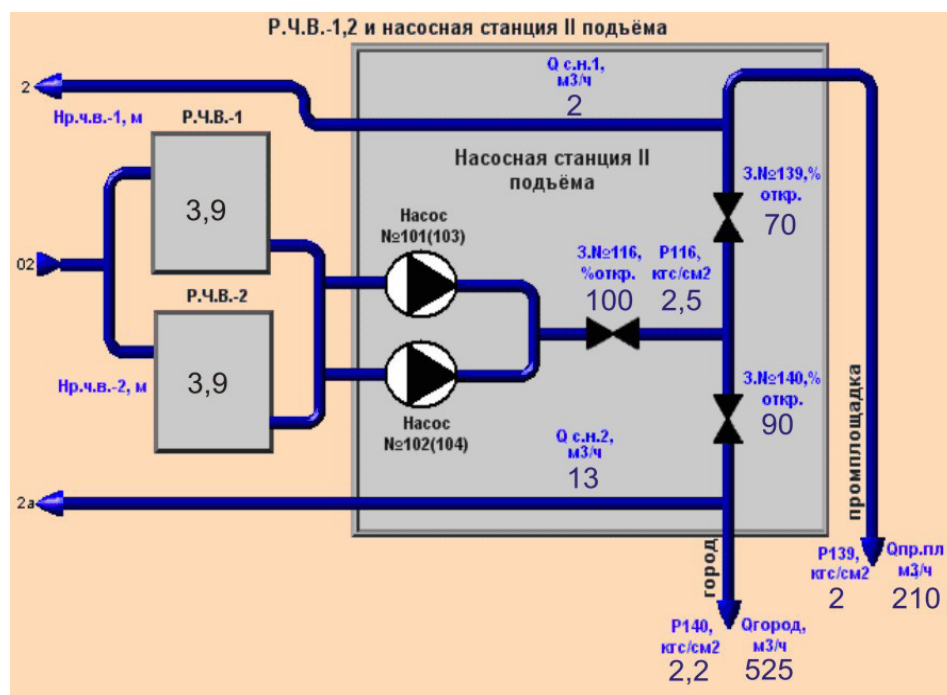 Р.Ч.В.-1,2 и насосная станция II подъёма
Q с.н.1,
м3/ч
2
2
Нр.ч.в.-1, м
Р.Ч.В.-1
3,9
Насосная станция II
подъёма
З.№139,%
откр.
70
Насос
№101(103)
02
З.№116,
%откр.
100
Р116,
кгс/см2
2,5
Р.Ч.В.-2
3,9
Нр.ч.в.-2, м
З.№140,%
откр.
90
Насос
№102(104)
Q с.н.2,
м3/ч
13
2а
промплощадка
город
Р139,
кгс/см2
2
Qпр.пл
м3/ч
210
Р140,
кгс/см2
2,2
Qгород,
м3/ч
525